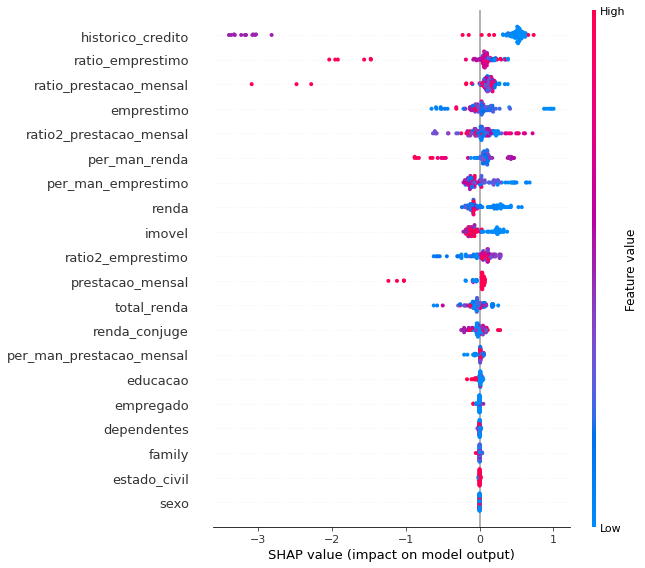 High
historico_credito
ratio_emprestimo
ratio_prestacao_mensal
emprestimo
ratio2_prestacao_mensal
per_man_renda
per_man_emprestimo
renda
imovel
ratio2_emprestimo
prestacao_mensal
total_renda
renda_conjuge
per_man_prestacao_mensal
educacao
empregado
dependentes
family
estado_civil
sexo
Feature value
Low
−3 −2 −1 0 1
SHAP value (impact on model output)